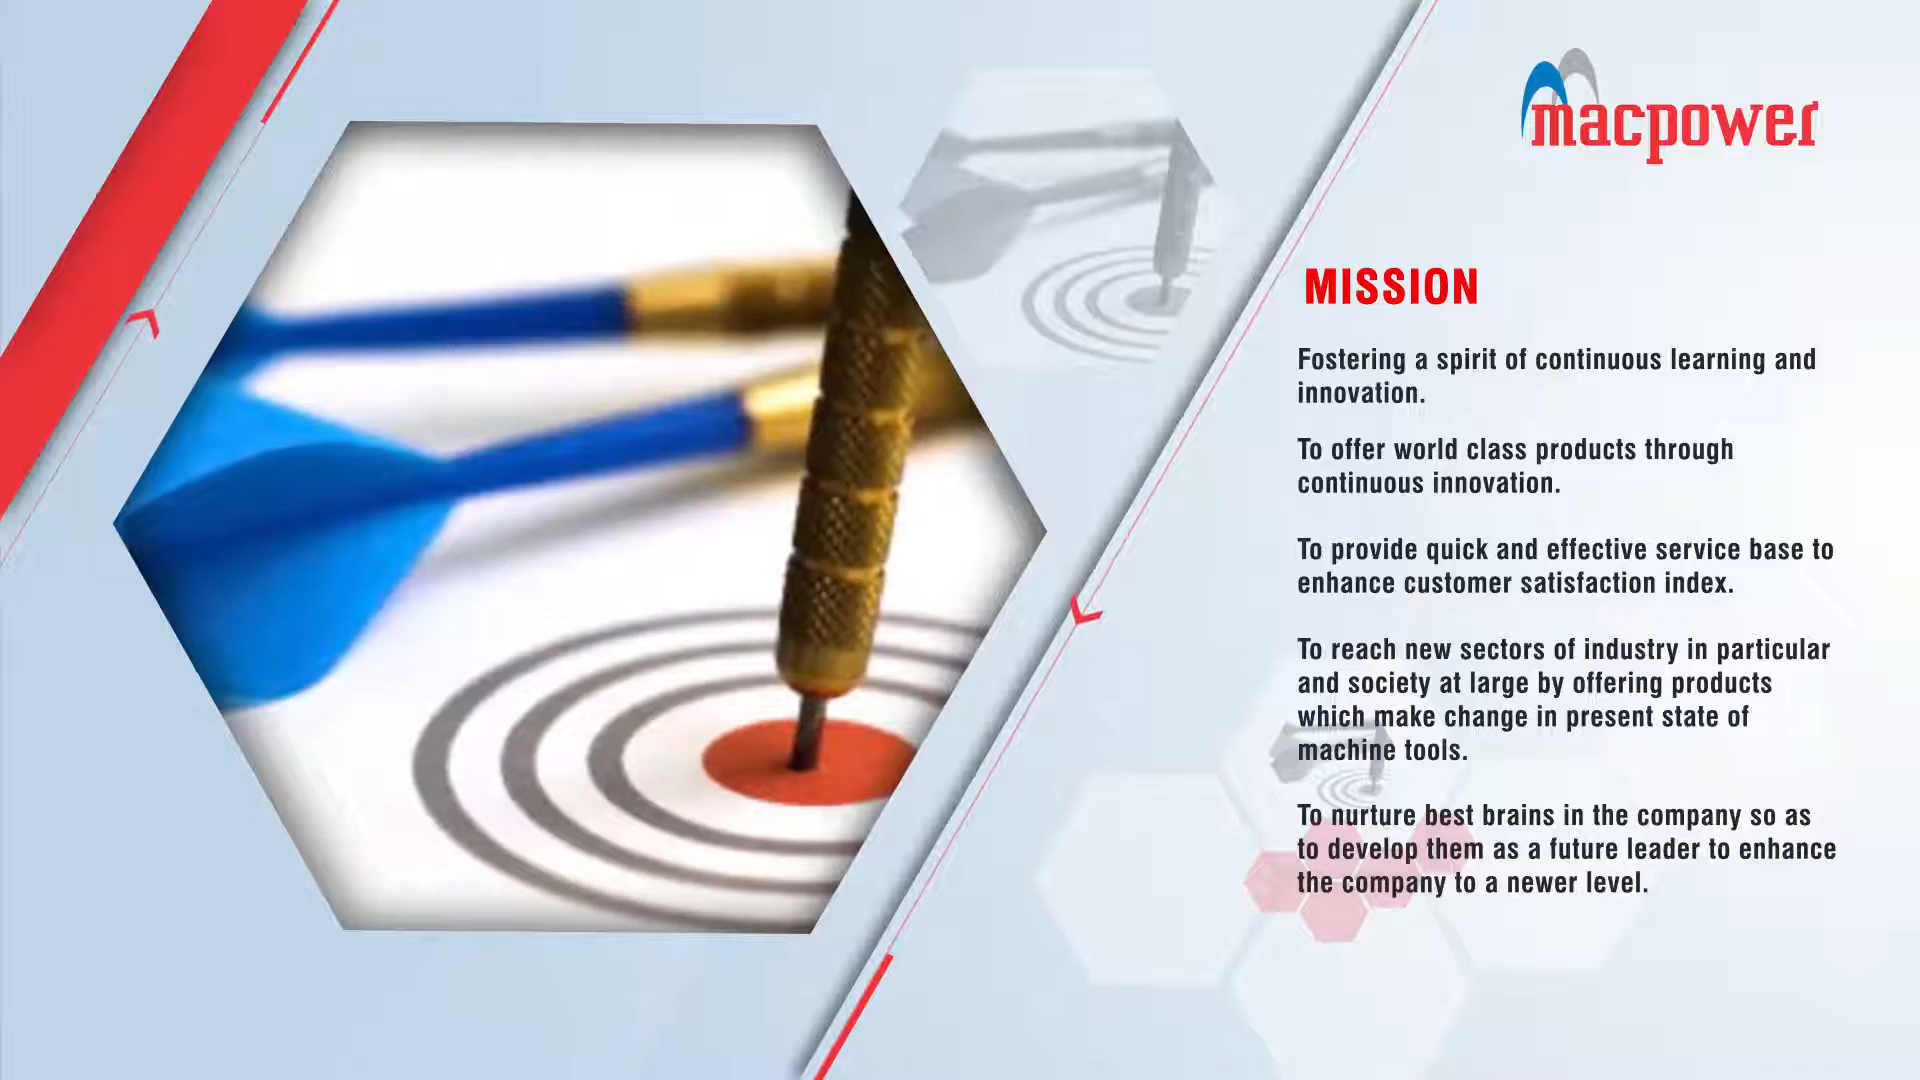 macpower
MISSION
Fostering a spirit of continuous learning and
innovation.
To offer world class products through
continuous innovation.
To provide quick and effective service base to
enhance customer satisfaction index.
To reach new sectors of industry in particular
and society at large by offering products
which make change in present state of
machine tools.
To nurture best brains in the company so as
to develop them as a future leader to enhance
the company to a newer level.